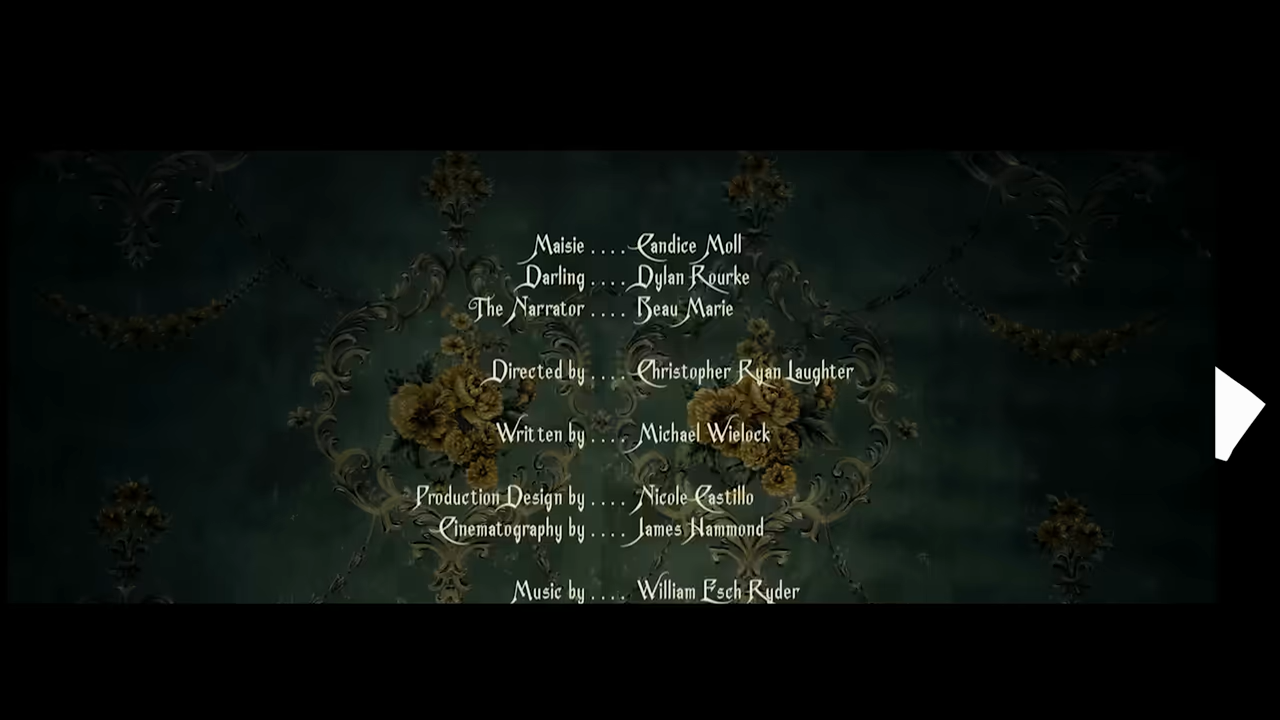 Maisie .... Candice Moll
Darling .... Dylan Rourke
The Narrator .... Beau Marie
Directed by .... Christopher Ryan Laughter
Written by .... Michael Wielock
Production Design by .... Nicole Castillo
Cinematography by .... James Hammond
Music by .... William Esch Ryder